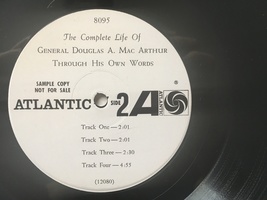 8095
The Complete Life Of
General Douglas A. Mac Arthur
Through His Own Words
SAMPLE COPY
NOT FOR SALE
ATLANTIC SIDE 2 A
Track One — 2:01
Track Two — 2:01
Track Three — 2:30
Track Four — 4:55
(12080)